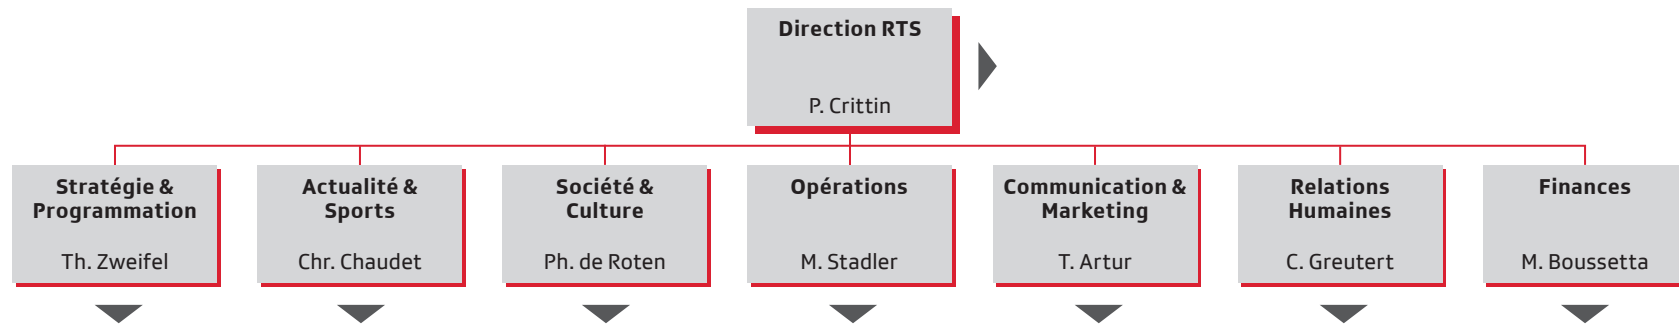 Direction RTS
P. Crittin
Stratégie &
Programmation
Th. Zweifel
Actualité &
Sports
Chr. Chaudet
Société &
Culture
Ph. de Roten
Opérations
M. Stadler
Communication &
Marketing
T. Artur
Relations
Humaines
C. Greutert
Finances
M. Boussetta